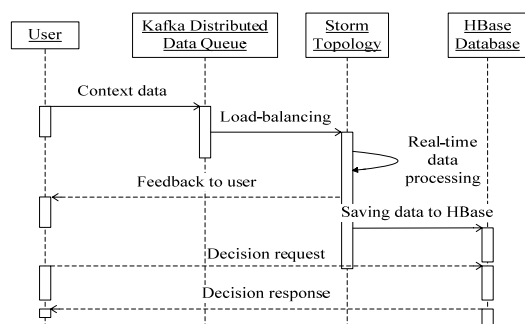 User
Kafka Distributed
Data Queue
Storm
Topology
HBase
Database
Context data
Load-balancing
Real-time
data
processing
Feedback to user
Saving data to HBase
Decision request
Decision response